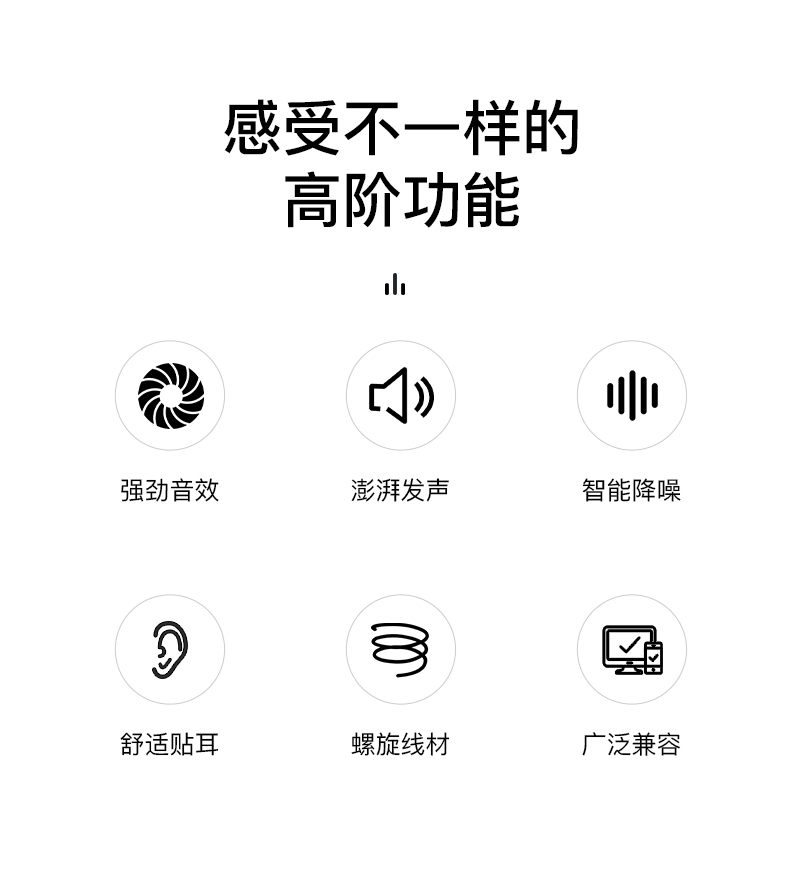 感受不一样的
高阶功能
强劲音效
澎湃发声
智能降噪
舒适贴耳
螺旋线材
广泛兼容